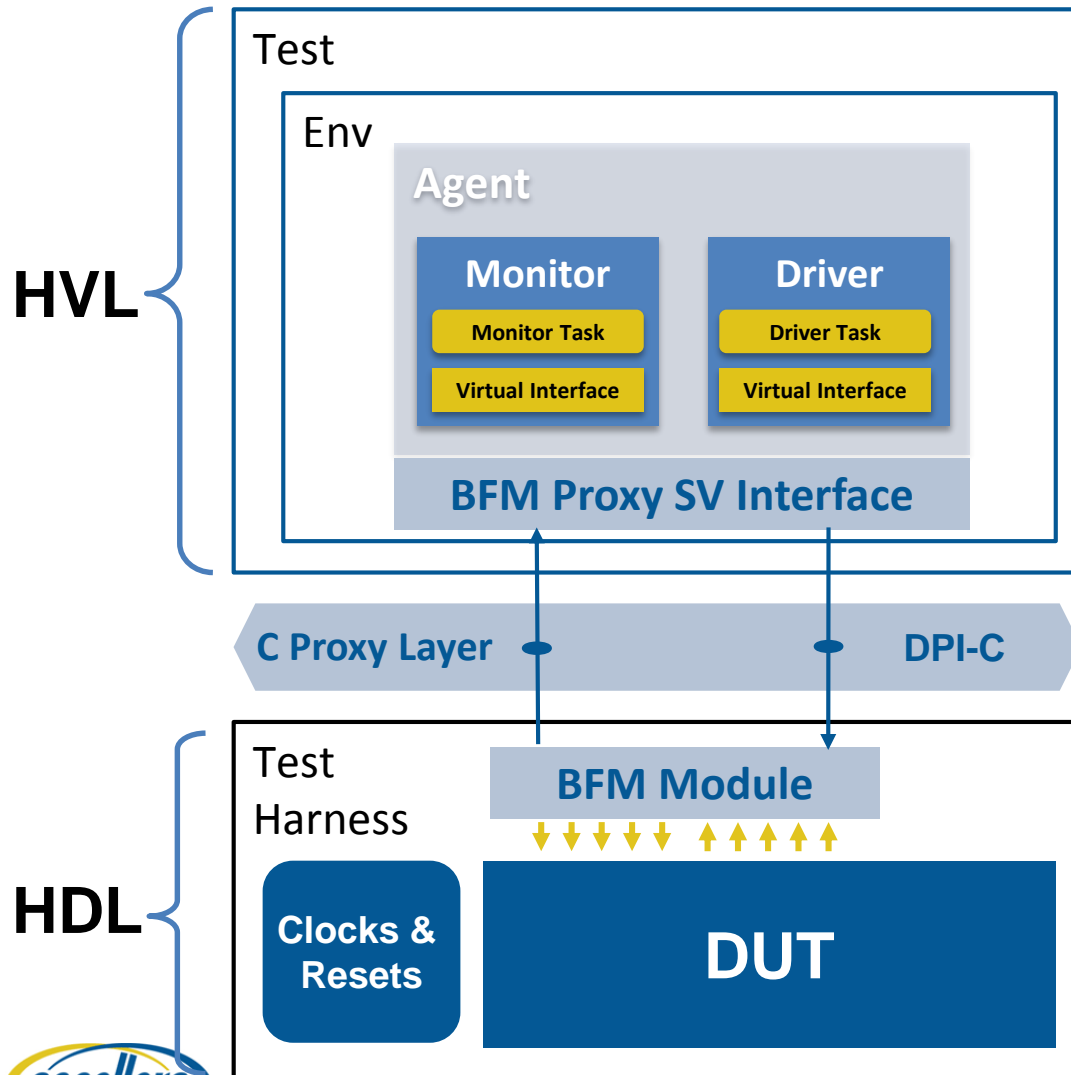 Test
Env
Agent
HVL
Monitor
Driver
Monitor Task
Driver Task
Virtual Interface
Virtual Interface
BFM Proxy SV Interface
C Proxy Layer
DPI-C
Test
Harness
BFM Module
HDL
Clocks &
Resets
DUT